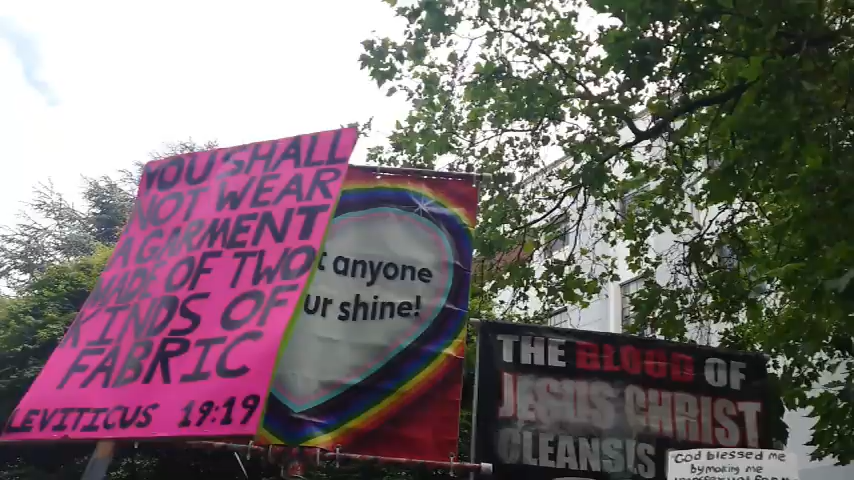 YOU SHALL
NOT WEAR
A GARMENT
MADE OF TWO
KINDS OF
FABRIC
LEVITICUS 19:19
t anyone
ur shine!
THE BLOOD OF
JESUS CHRIST
CLEANSIS
God blessed me
by making me